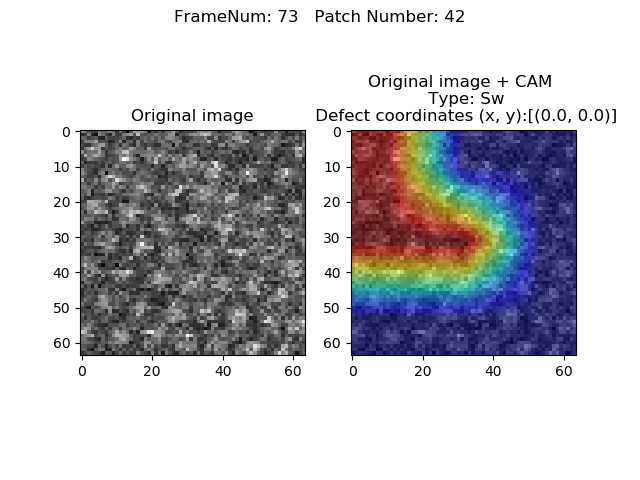 FrameNum: 73   Patch Number: 42
Original image
0
10
20
30
40
50
60
0 20 40 60
Original image + CAM
Type: Sw
Defect coordinates (x, y):[(0.0, 0.0)]
0
10
20
30
40
50
60
0 20 40 60